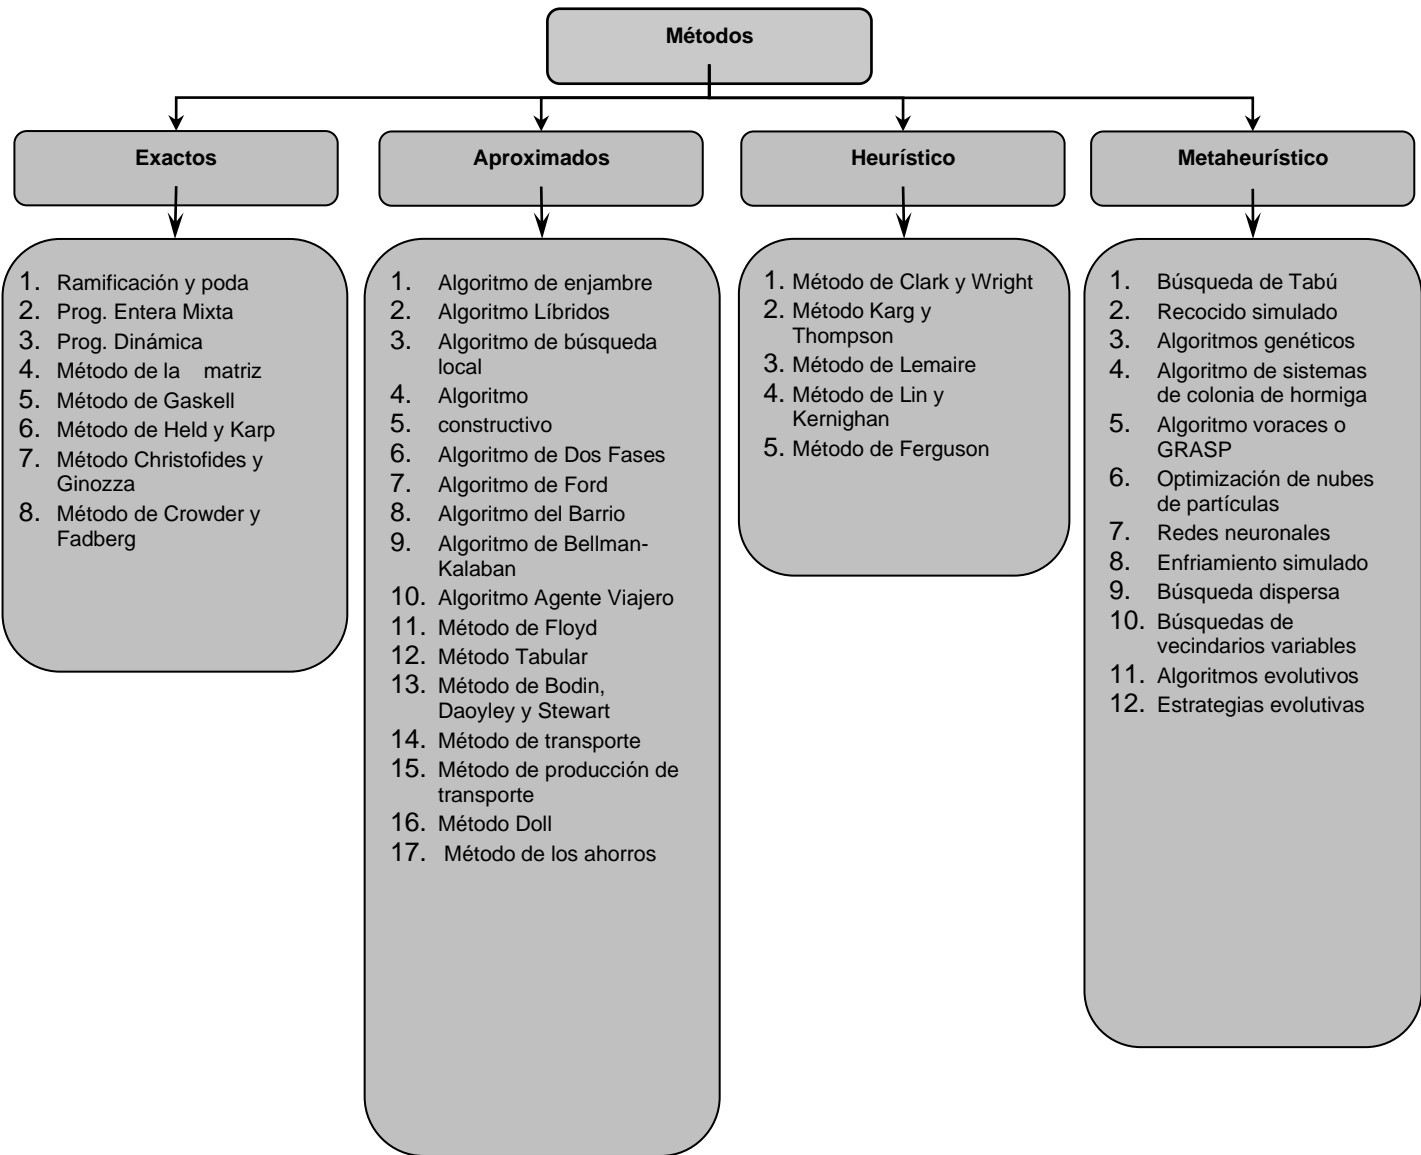 Métodos
Exactos
Aproximados
Heurístico
Metaheurístico
1. Ramificación y poda
2. Prog. Entera Mixta
3. Prog. Dinámica
4. Método de la matriz
5. Método de Gaskell
6. Método de Held y Karp
7. Método Christofides y
Ginozza
8. Método de Crowder y
Fadberg
1. Algoritmo de enjambre
2. Algoritmo Líbridos
3. Algoritmo de búsqueda
local
4. Algoritmo
5. constructivo
6. Algoritmo de Dos Fases
7. Algoritmo de Ford
8. Algoritmo del Barrio
9. Algoritmo de Bellman-
Kalaban
10. Algoritmo Agente Viajero
11. Método de Floyd
12. Método Tabular
13. Método de Bodin,
Daoyley y Stewart
14. Método de transporte
15. Método de producción de
transporte
16. Método Doll
17. Método de los ahorros
1. Método de Clark y Wright
2. Método Karg y
Thompson
3. Método de Lemaire
4. Método de Lin y
Kernighan
5. Método de Ferguson
1. Búsqueda de Tabú
2. Recocido simulado
3. Algoritmos genéticos
4. Algoritmo de sistemas
de colonia de hormiga
5. Algoritmo voraces o
GRASP
6. Optimización de nubes
de partículas
7. Redes neuronales
8. Enfriamiento simulado
9. Búsqueda dispersa
10. Búsquedas de
vecindarios variables
11. Algoritmos evolutivos
12. Estrategias evolutivas